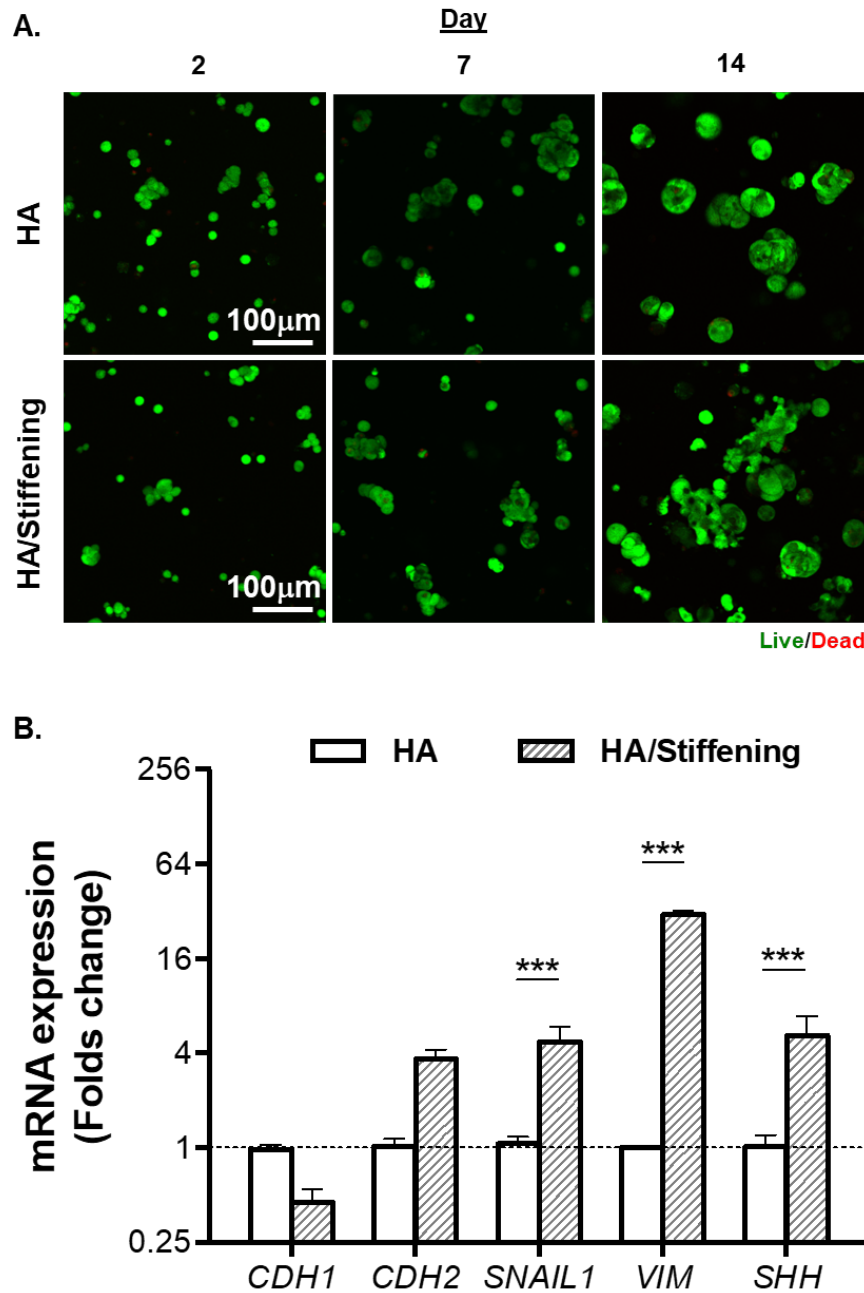 A.
Day
2 7 14
HA
100μm
HA/Stiffening
100μm
Live/Dead
B.
HA HA/Stiffening
mRNA expression
(Folds change)
256
64
16
4
1
0.25
***
***
***
CDH1 CDH2 SNAIL1 VIM SHH